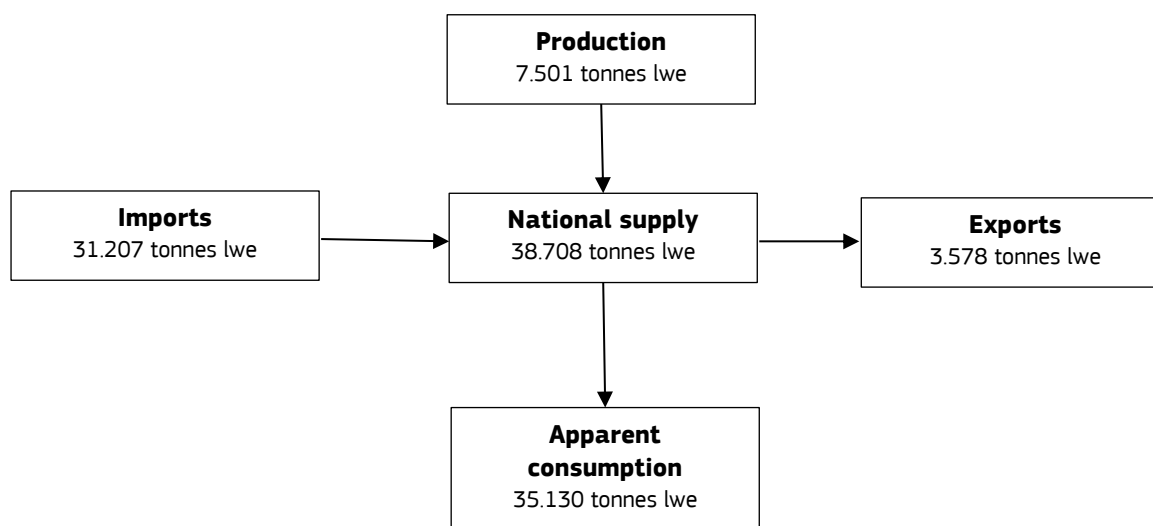 Production
7.501 tonnes lwe
Imports
31.207 tonnes lwe
National supply
38.708 tonnes lwe
Exports
3.578 tonnes lwe
Apparent
consumption
35.130 tonnes lwe